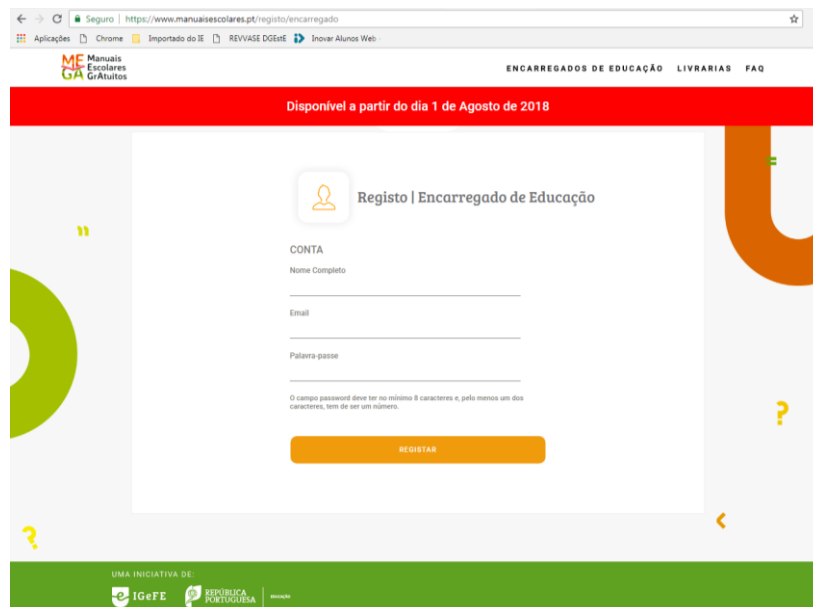 Seguro | https://www.manuaisescolares.pt/registo/encarregado
Aplicações Chrome Importado do IE REVVASE DGEstE Inovar Alunos Web
MEGA Manuais Escolares GrAtuitos
ENCARREGADOS DE EDUCAÇÃO LIVRARIAS FAQ
Disponível a partir do dia 1 de Agosto de 2018
Registo | Encarregado de Educação
CONTA
Nome Completo
Email
Palavra-passe
O campo password deve ter no mínimo 8 caracteres e, pelo menos um dos
caracteres, tem de ser um número.
REGISTAR
UMA INICIATIVA DE:
IGeFE REPÚBLICA PORTUGUESA EDUCAÇÃO